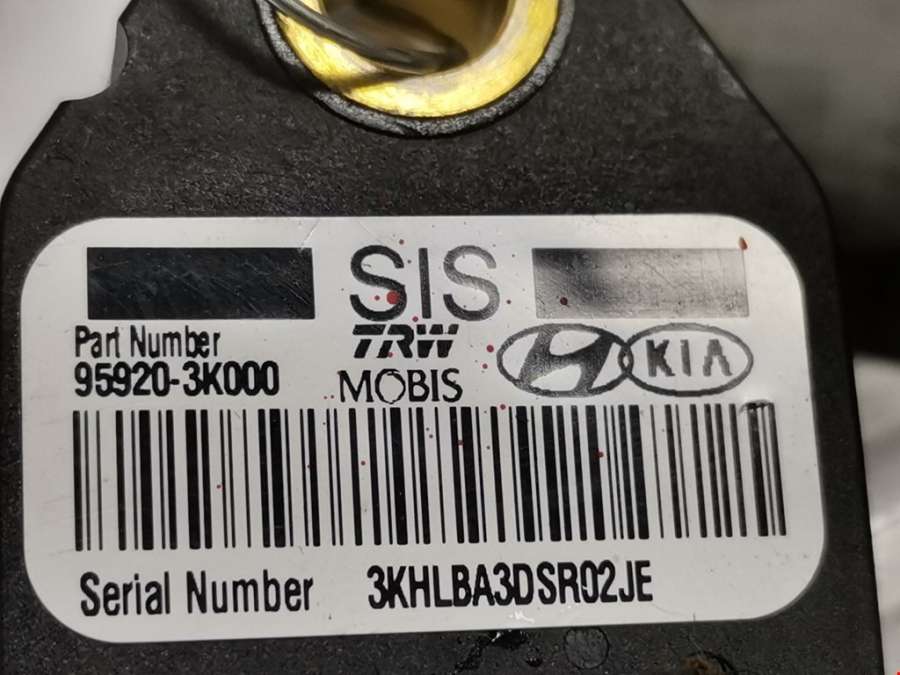 SIS
Part Number
TRW
KIA
95920-3K000
MOBIS
Serial Number 3KHLBA3DSR02JE